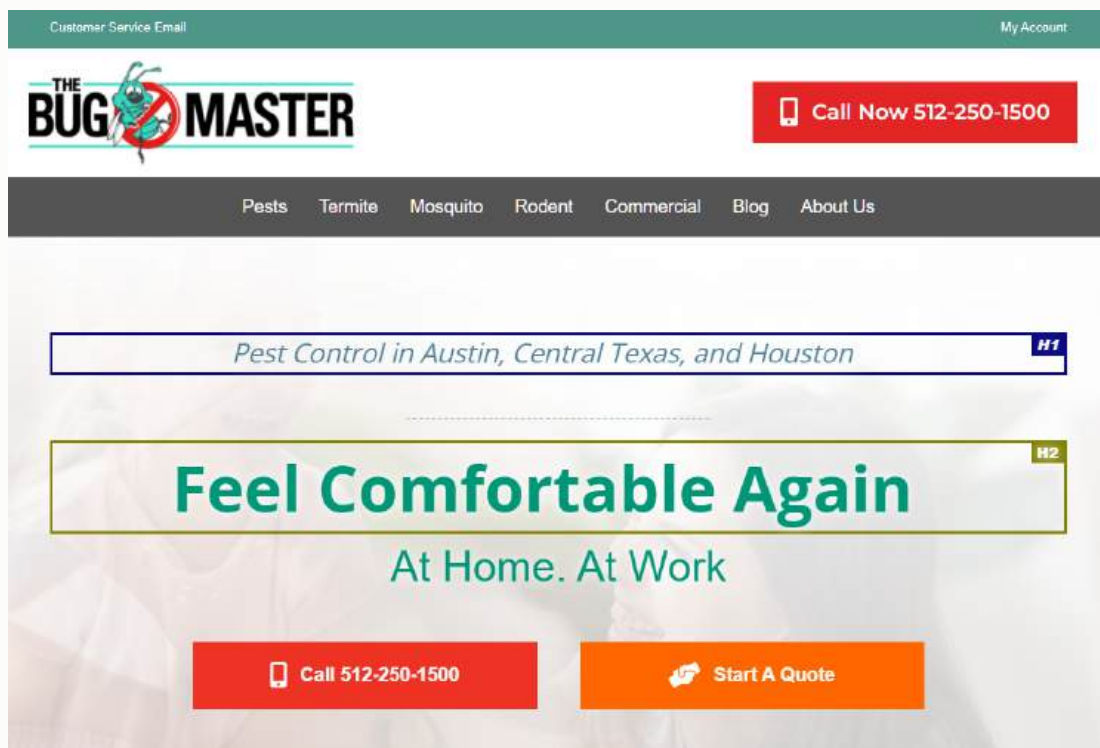 Customer Service Email
My Account
THE
BUG MASTER
Call Now 512-250-1500
Pests Termite Mosquito Rodent Commercial Blog About Us
Pest Control in Austin, Central Texas, and Houston
H1
H2
Feel Comfortable Again
At Home. At Work
Call 512-250-1500
Start A Quote